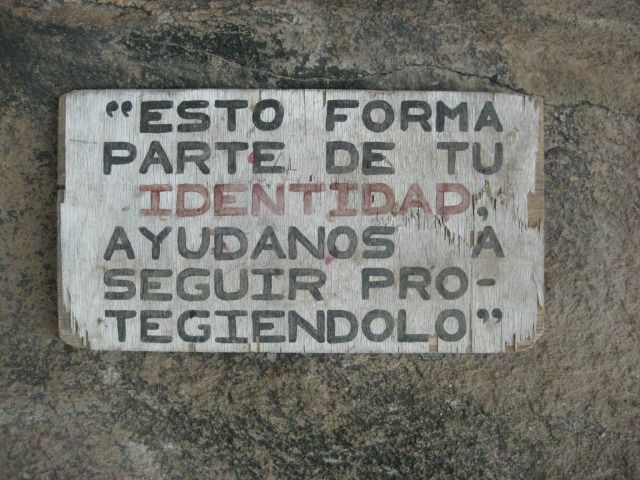 "ESTO FORMA
PARTE DE TU
IDENTIDAD,
AYUDANOS A
SEGUIR PRO-
TEGIENDOLO"